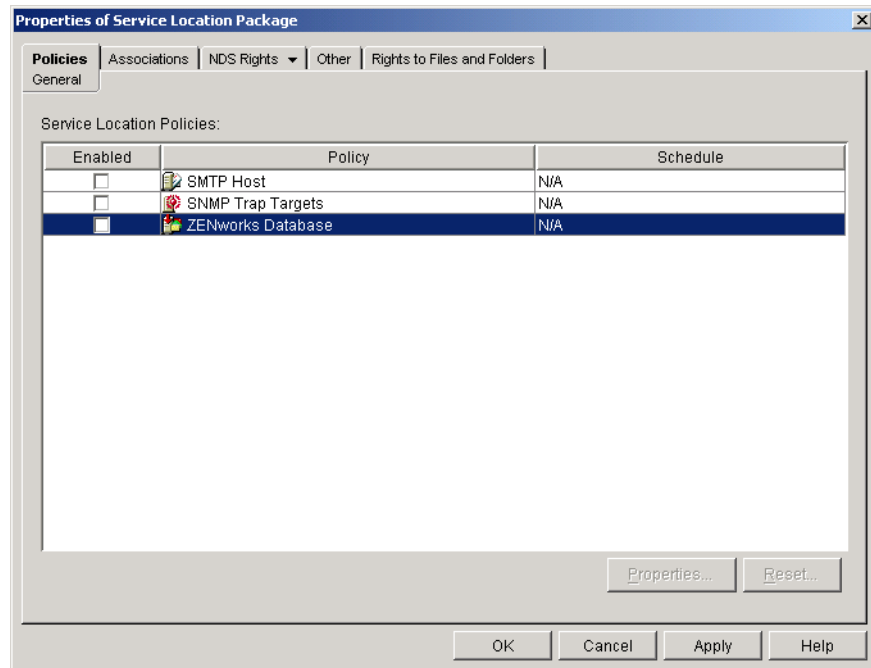 Properties of Service Location Package
Policies Associations NDS Rights Other Rights to Files and Folders
General
Service Location Policies:
Enabled Policy Schedule
SMTP Host N/A
SNMP Trap Targets N/A
ZENworks Database N/A
Properties... Reset...
OK Cancel Apply Help